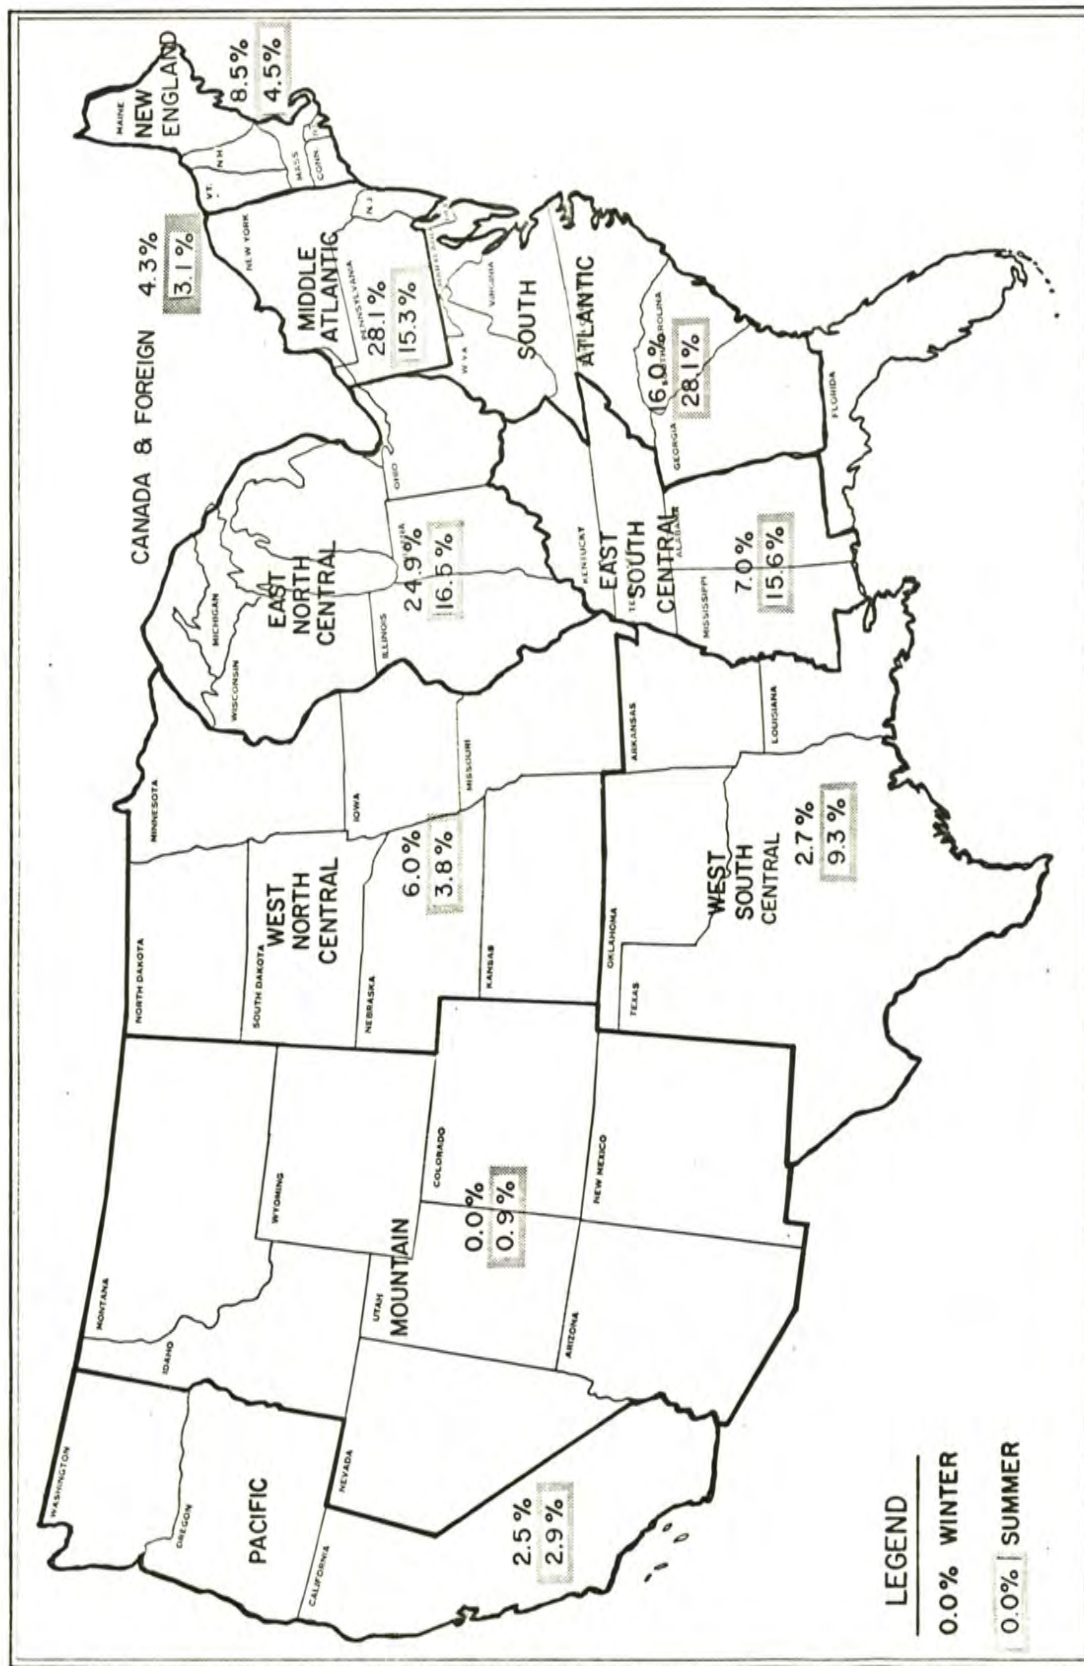 CANADA & FOREIGN
4.3%
3.1%
MAINE
NEW
ENGLAND
VT.
N.H.
MASS
CONN.
8.5%
4.5%
NEW YORK
MIDDLE
ATLANTIC
PENNSYLVANIA
N.J.
28.1%
15.3%
WASHINGTON
OREGON
PACIFIC
CALIFORNIA
2.5%
2.9%
MONTANA
IDAHO
WYOMING
NEVADA
UTAH
MOUNTAIN
COLORADO
0.0%
0.9%
ARIZONA
NEW MEXICO
NORTH DAKOTA
MINNESOTA
SOUTH DAKOTA
WEST
NORTH
CENTRAL
NEBRASKA
IOWA
6.0%
3.8%
KANSAS
MISSOURI
WISCONSIN
MICHIGAN
EAST
NORTH
CENTRAL
ILLINOIS
OHIO
24.9%
16.5%
W.VA
VIRGINIA
SOUTH
ATLANTIC
16.0%
28.1%
GEORGIA
FLORIDA
KENTUCKY
EAST
SOUTH
CENTRAL
MISSISSIPPI
ALABAMA
7.0%
15.6%
OKLAHOMA
ARKANSAS
TEXAS
LOUISIANA
WEST
SOUTH
CENTRAL
2.7%
9.3%
LEGEND
0.0% WINTER
0.0% SUMMER